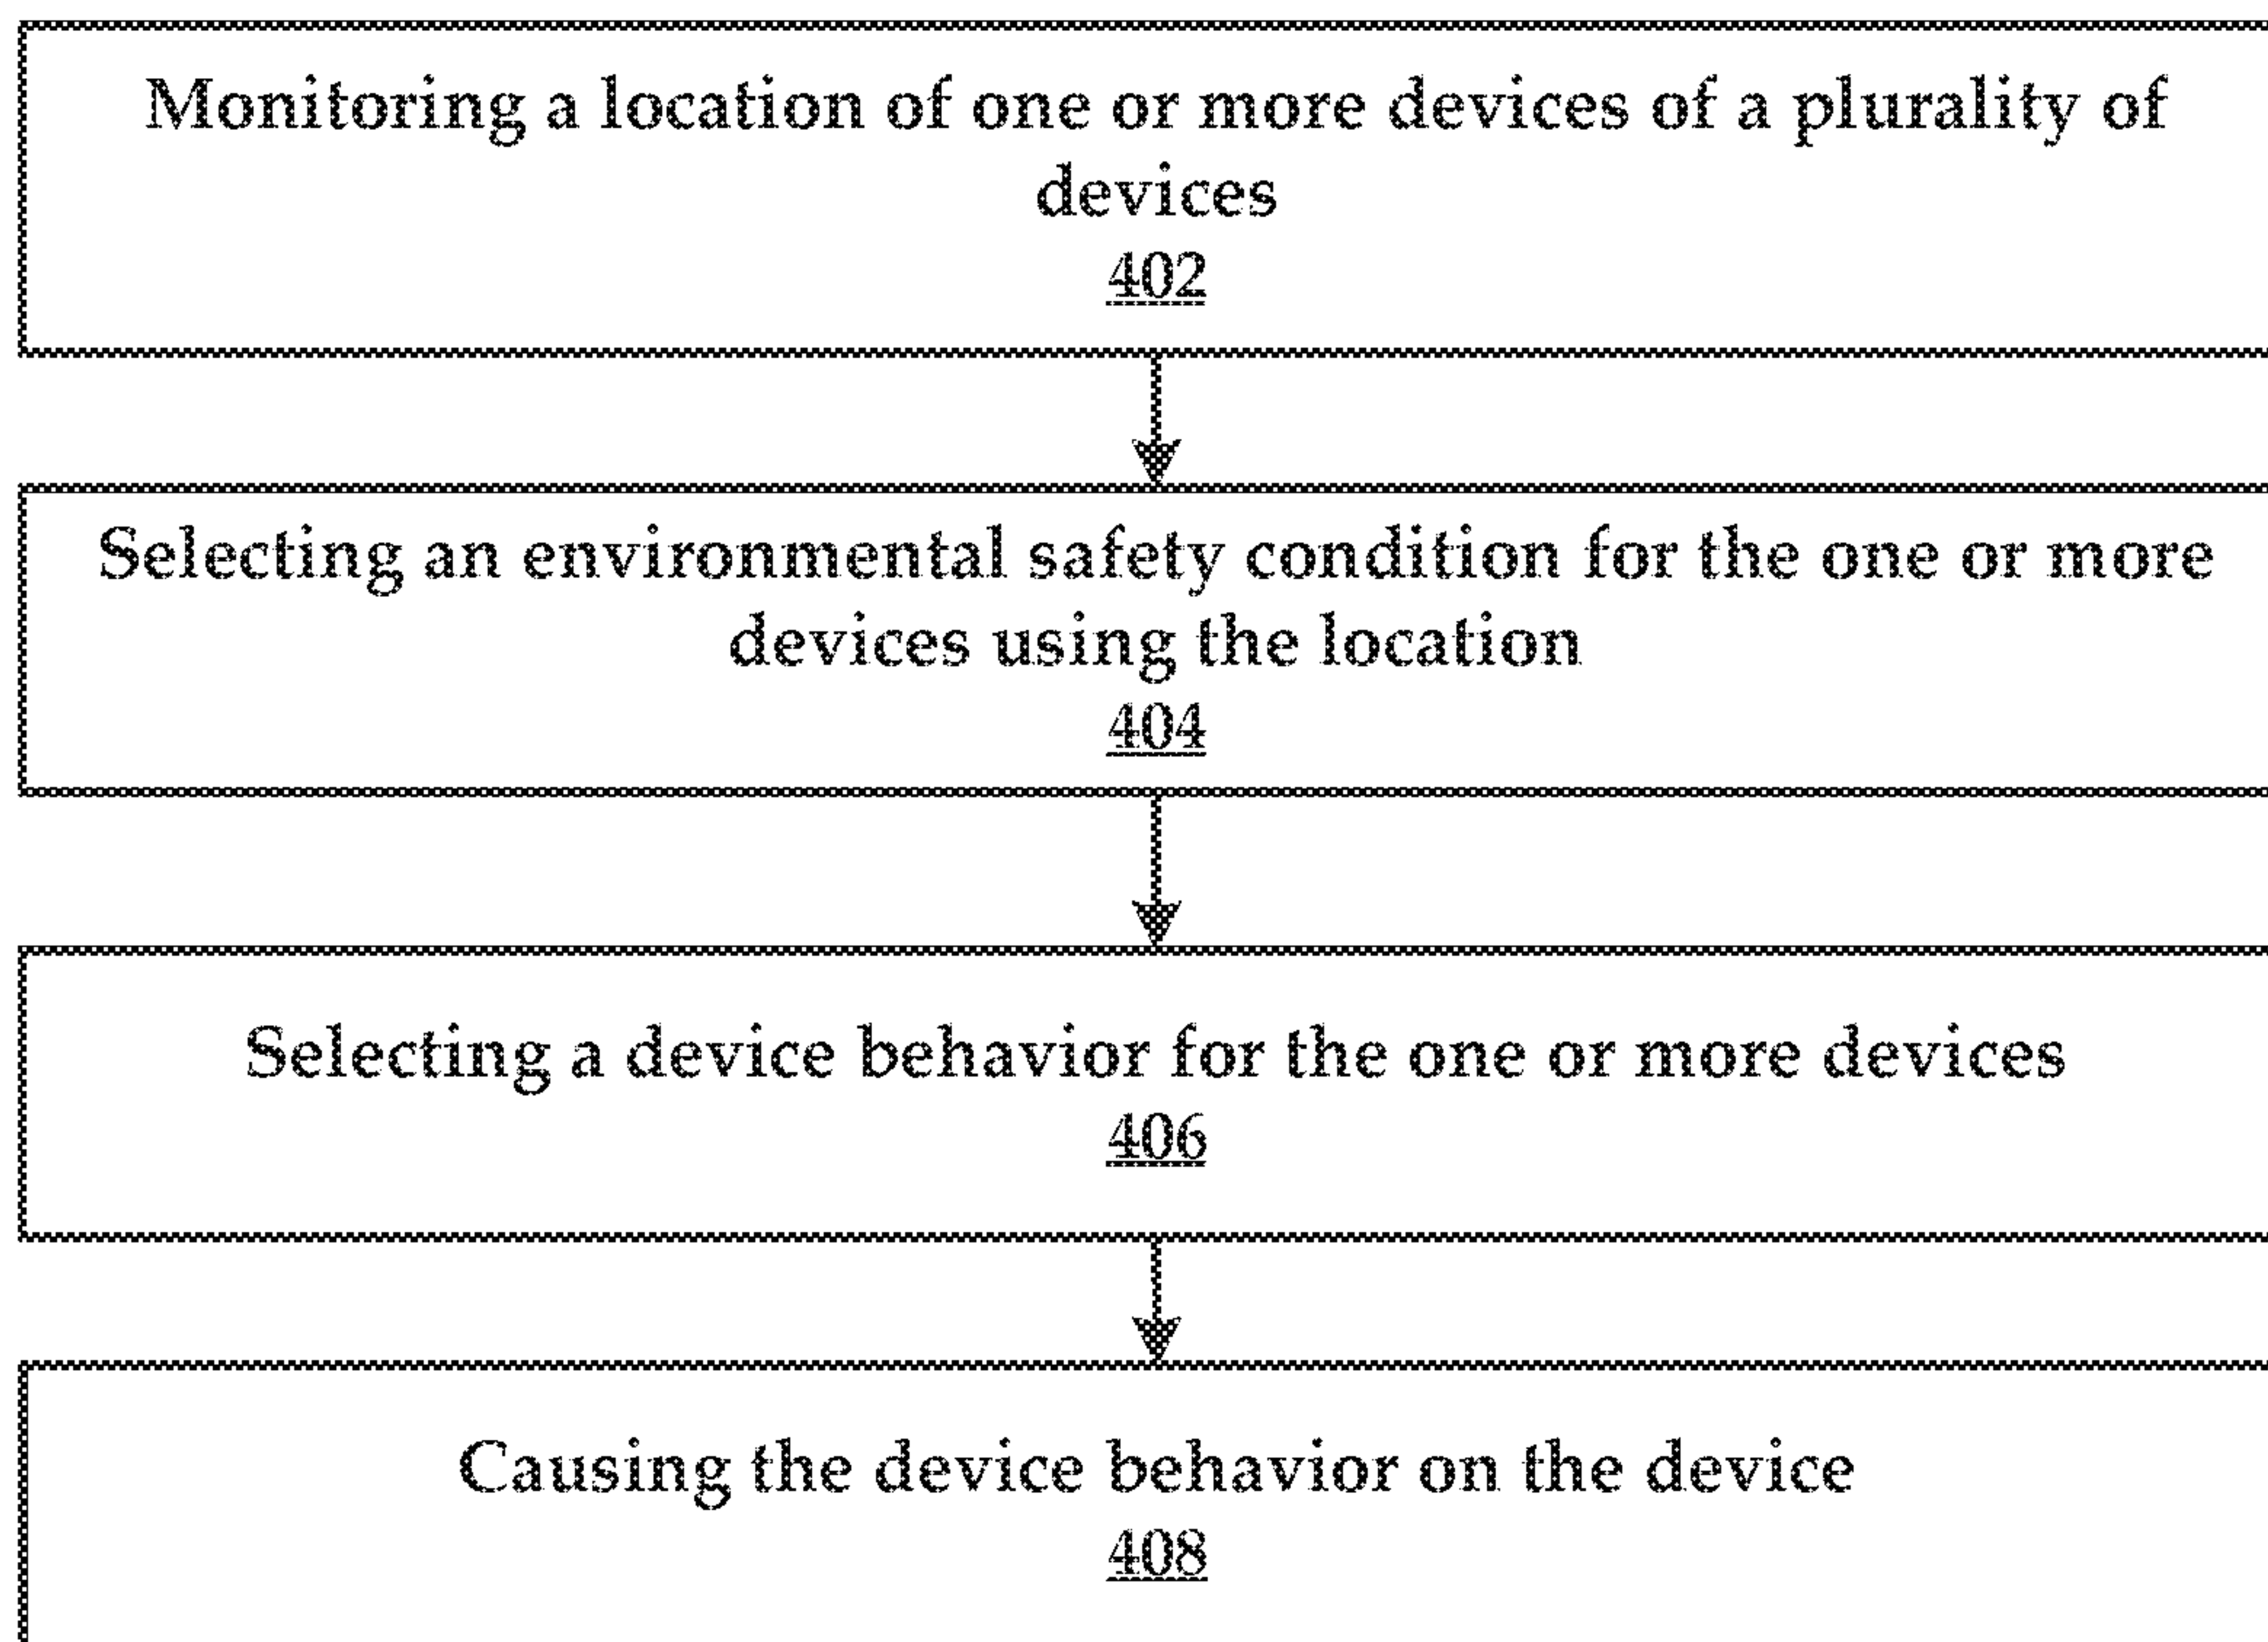 Monitoring a location of one or more devices of a plurality of
devices
402
Selecting an environmental safety condition for the one or more
devices using the location
404
Selecting a device behavior for the one or more devices
406
Causing the device behavior on the device
408